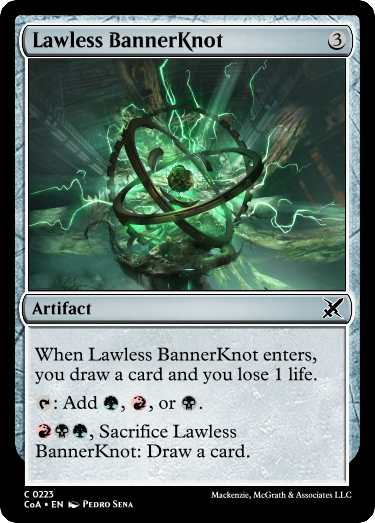 Lawless BannerKnot 3
Artifact
When Lawless BannerKnot enters,
you draw a card and you lose 1 life.
: Add , , or .
, Sacrifice Lawless
BannerKnot: Draw a card.
C 0223
CoA • EN Pedro Sena
Mackenzie, McGrath & Associates LLC